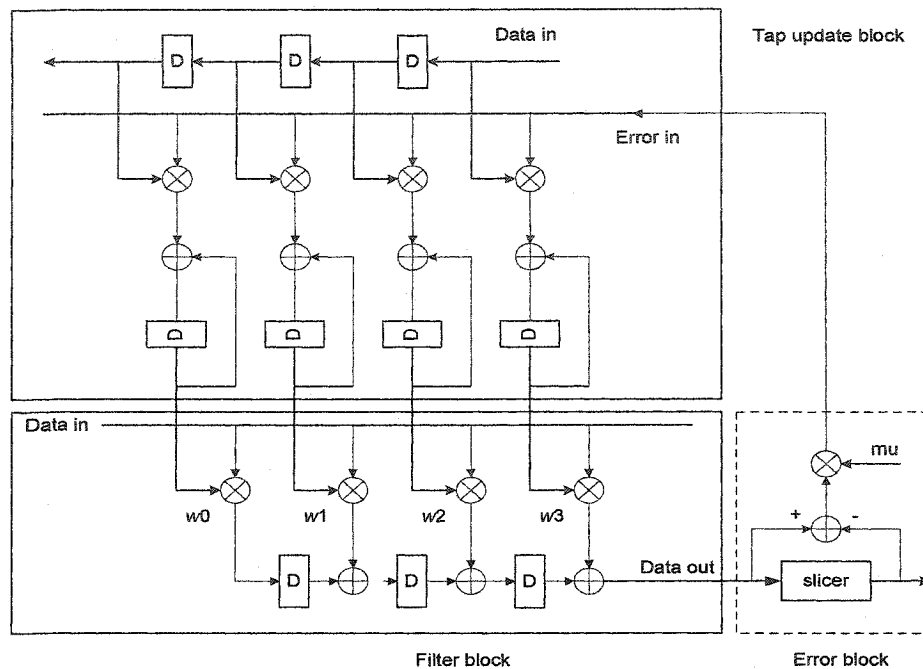 Data in
Tap update block
D
D
D
Error in
D
D
D
D
Data in
mu
w0
w1
w2
w3
+
-
D
D
D
Data out
slicer
Filter block
Error block